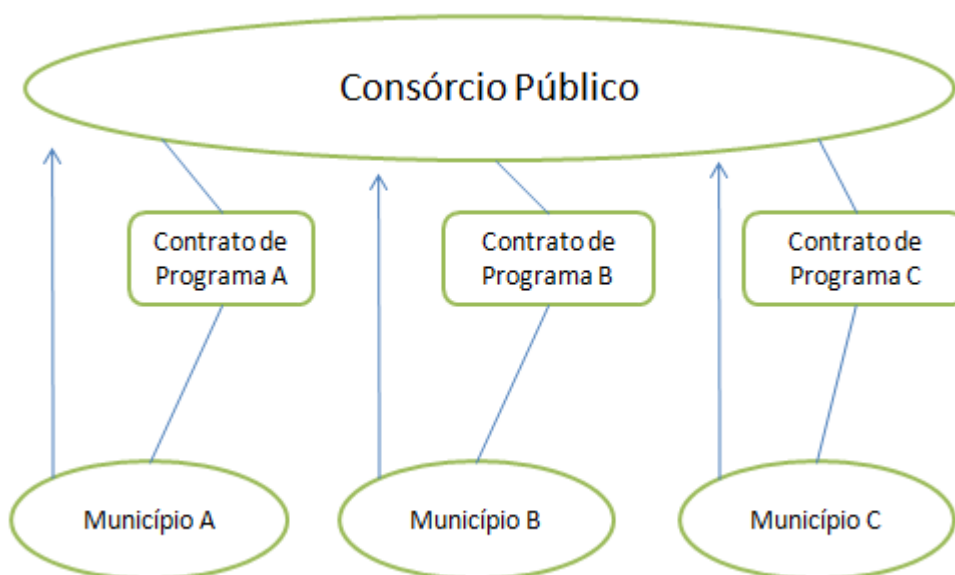 Consórcio Público
Contrato de
Programa A
Contrato de
Programa B
Contrato de
Programa C
Município A
Município B
Município C